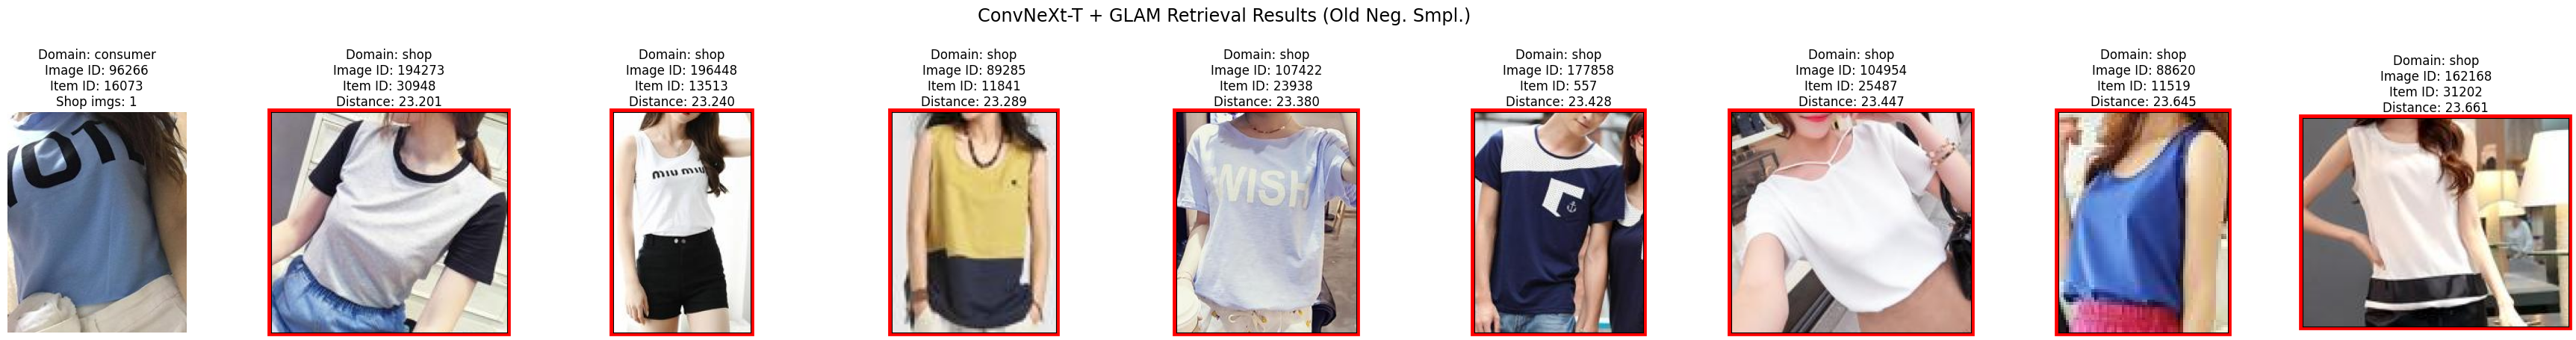 ConvNeXt-T + GLAM Retrieval Results (Old Neg. Smpl.)
Domain: consumer
Image ID: 96266
Item ID: 16073
Shop imgs: 1
Domain: shop
Image ID: 194273
Item ID: 30948
Distance: 23.201
Domain: shop
Image ID: 196448
Item ID: 13513
Distance: 23.240
Domain: shop
Image ID: 89285
Item ID: 11841
Distance: 23.289
Domain: shop
Image ID: 107422
Item ID: 23938
Distance: 23.380
Domain: shop
Image ID: 177858
Item ID: 557
Distance: 23.428
Domain: shop
Image ID: 104954
Item ID: 25487
Distance: 23.447
Domain: shop
Image ID: 88620
Item ID: 11519
Distance: 23.645
Domain: shop
Image ID: 162168
Item ID: 31202
Distance: 23.661
miu miu
WISH